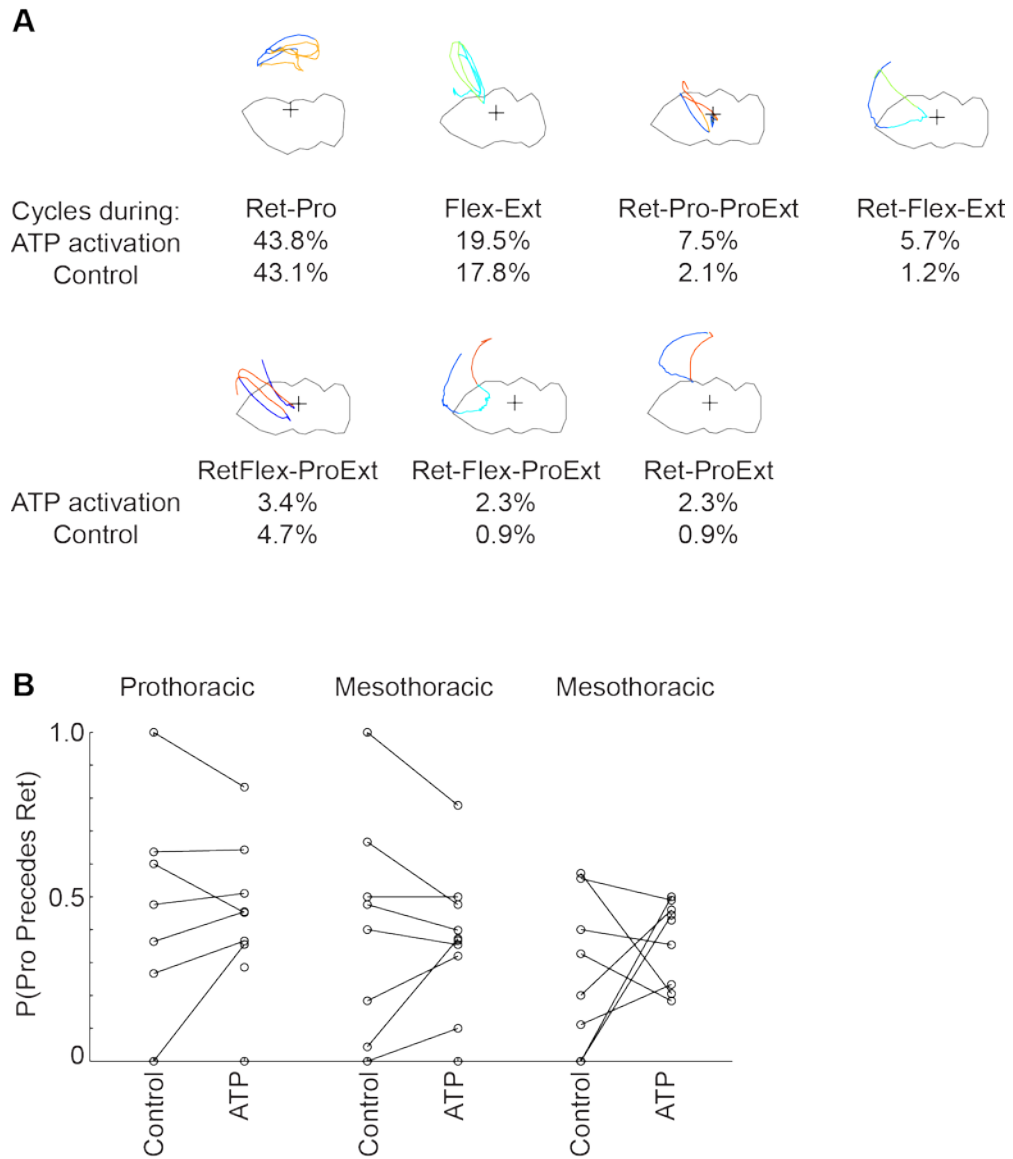 A
Cycles during: Ret-Pro Flex-Ext Ret-Pro-ProExt Ret-Flex-Ext
ATP activation 43.8% 19.5% 7.5% 5.7%
Control 43.1% 17.8% 2.1% 1.2%
RetFlex-ProExt Ret-Flex-ProExt Ret-ProExt
ATP activation 3.4% 2.3% 2.3%
Control 4.7% 0.9% 0.9%
B
Prothoracic Mesothoracic Mesothoracic
P(Pro Precedes Ret)
1.0
0.5
0
Control ATP Control ATP Control ATP